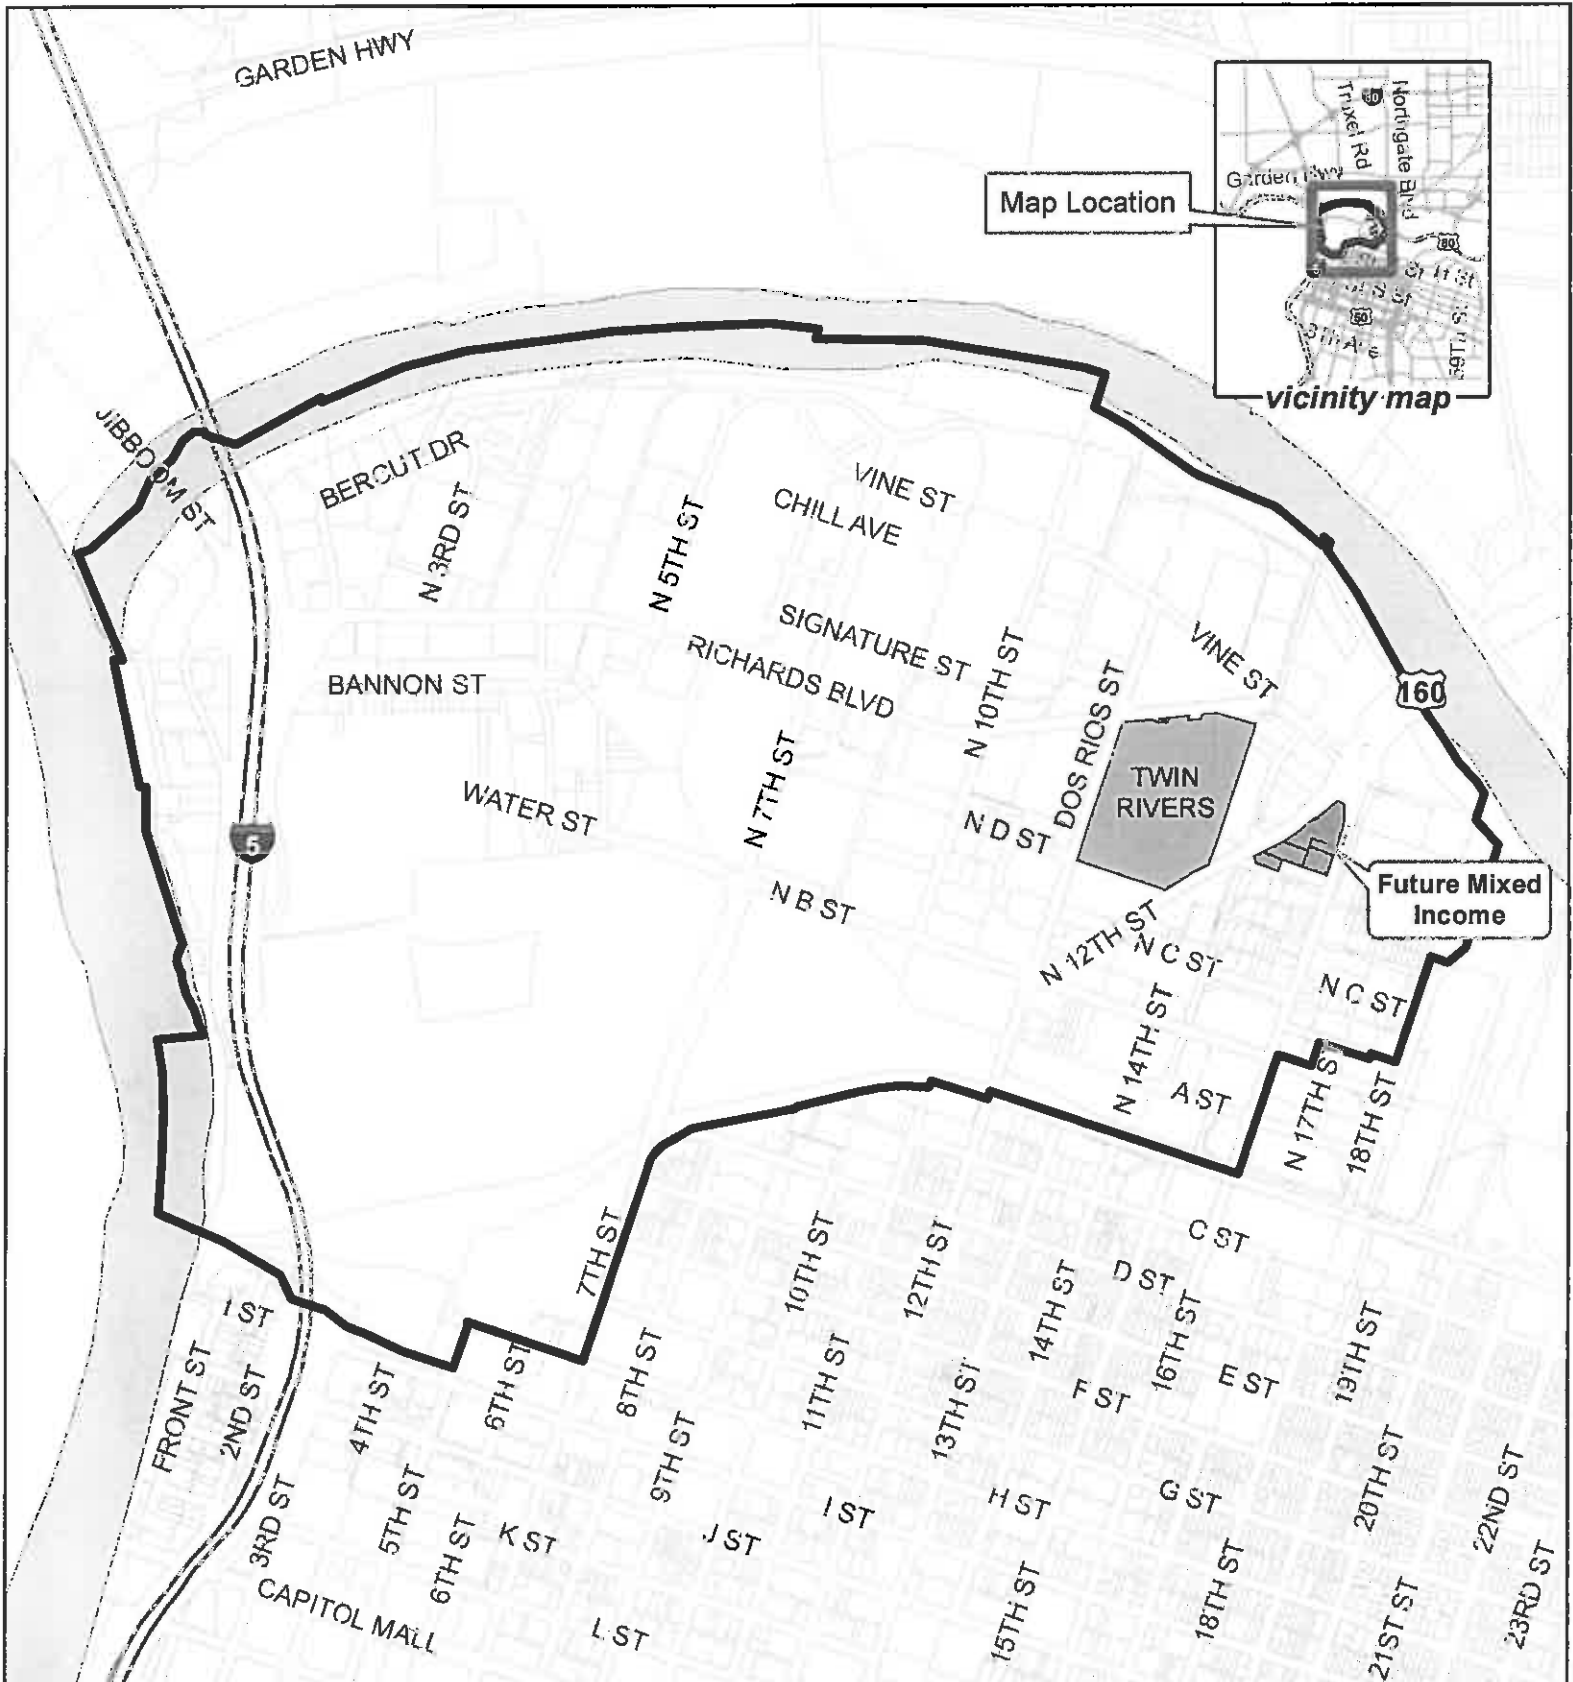 GARDEN HWY
Truxel Rd
80
Northgate Blvd
Garden Hwy
80
50
Map Location
vicinity map
JIBBOOM ST
BERCUT DR
N 3RD ST
N 5TH ST
VINE ST
CHILL AVE
SIGNATURE ST
RICHARDS BLVD
N 10TH ST
DOS RIOS ST
VINE ST
160
BANNON ST
WATER ST
N 7TH ST
N D ST
TWIN
RIVERS
5
N B ST
Future Mixed
Income
N 12TH ST
N C ST
N C ST
N 14TH ST
A ST
N 17TH ST
18TH ST
7TH ST
10TH ST
12TH ST
C ST
D ST
14TH ST
16TH ST
I ST
FRONT ST
2ND ST
4TH ST
6TH ST
8TH ST
11TH ST
13TH ST
F ST
E ST
19TH ST
3RD ST
5TH ST
6TH ST
K ST
9TH ST
J ST
I ST
H ST
G ST
20TH ST
22ND ST
CAPITOL MALL
L ST
15TH ST
18TH ST
21ST ST
23RD ST